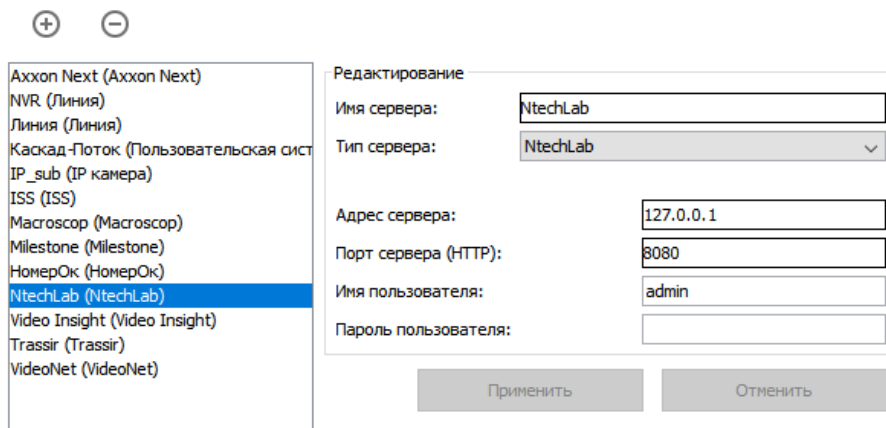 Axxon Next (Axxon Next)
NVR (Линия)
Линия (Линия)
Каскад-Поток (Пользовательская сист
IP_sub (IP камера)
ISS (ISS)
Macroscop (Macroscop)
Milestone (Milestone)
НомерОк (НомерОк)
NtechLab (NtechLab)
Video Insight (Video Insight)
Trassir (Trassir)
VideoNet (VideoNet)
Редактирование
Имя сервера: NtechLab
Тип сервера: NtechLab
Адрес сервера: 127.0.0.1
Порт сервера (HTTP): 8080
Имя пользователя: admin
Пароль пользователя:
Применить Отменить